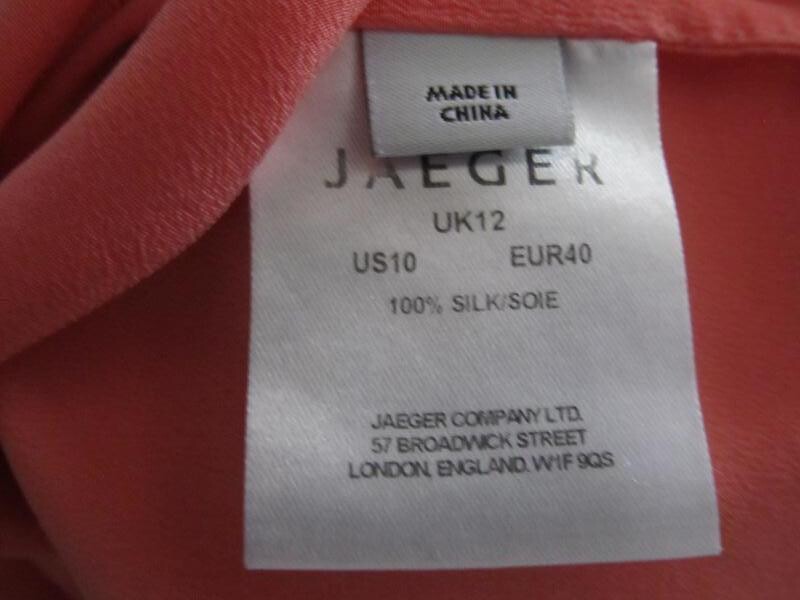 MADE IN
CHINA
JAEGER
UK12
US10 EUR40
100% SILK/SOIE
JAEGER COMPANY LTD.
57 BROADWICK STREET
LONDON, ENGLAND. W1F 9QS